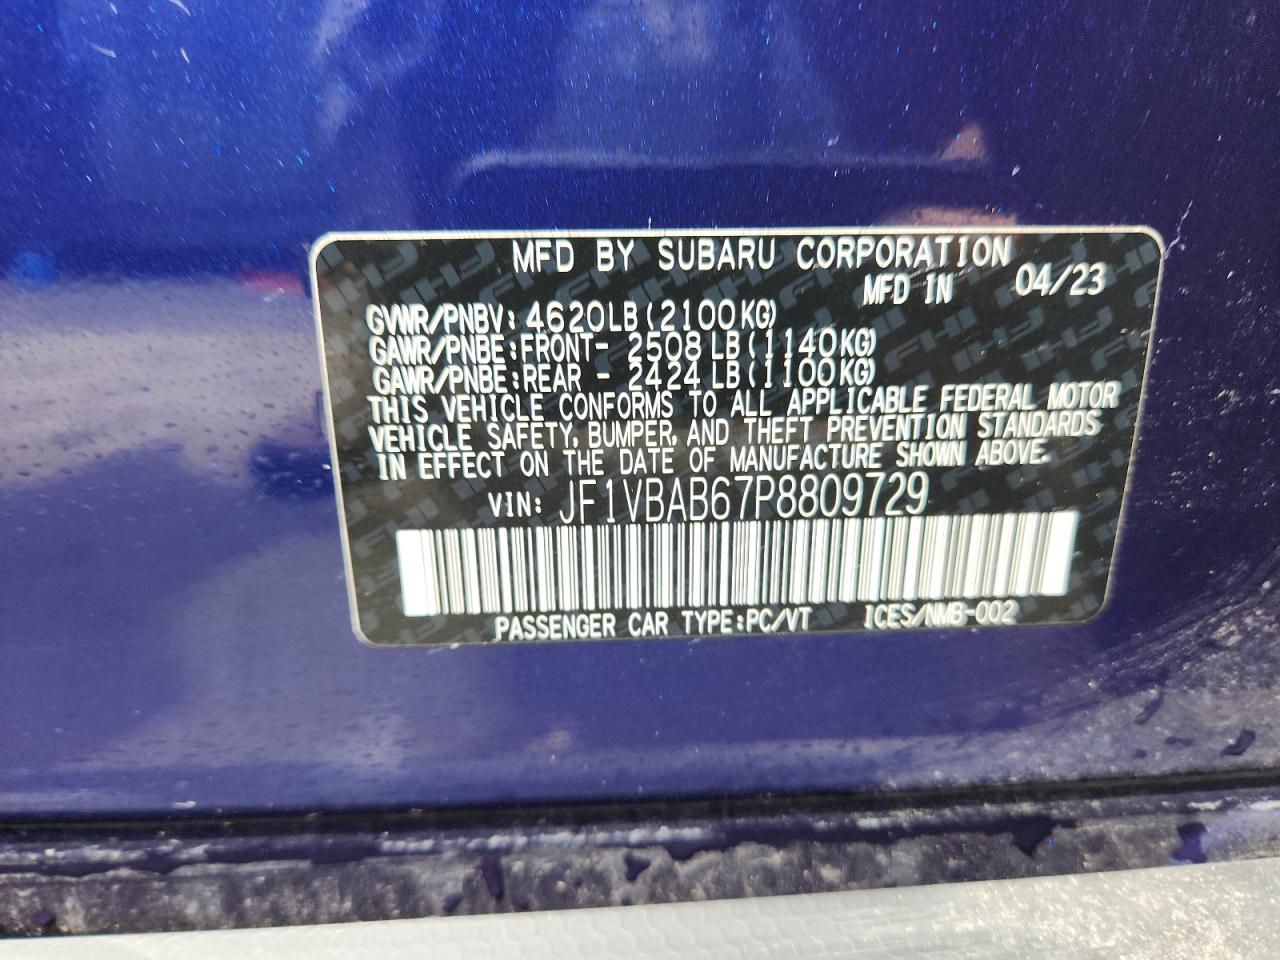 MFD BY SUBARU CORPORATION
MFD IN 04/23
GVWR/PNBV: 4620LB(2100KG)
GAWR/PNBE:FRONT- 2508 LB(1140KG)
GAWR/PNBE:REAR - 2424 LB(1100KG)
THIS VEHICLE CONFORMS TO ALL APPLICABLE FEDERAL MOTOR
VEHICLE SAFETY, BUMPER, AND THEFT PREVENTION STANDARDS
IN EFFECT ON THE DATE OF MANUFACTURE SHOWN ABOVE.
VIN: JF1VBAB67P8809729
PASSENGER CAR TYPE:PC/VT ICES/NMB-002